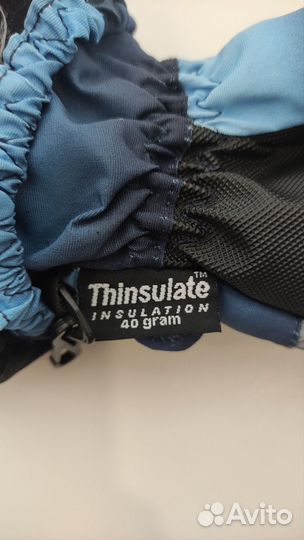 Thinsulate™
INSULATION
40 gram
Avito